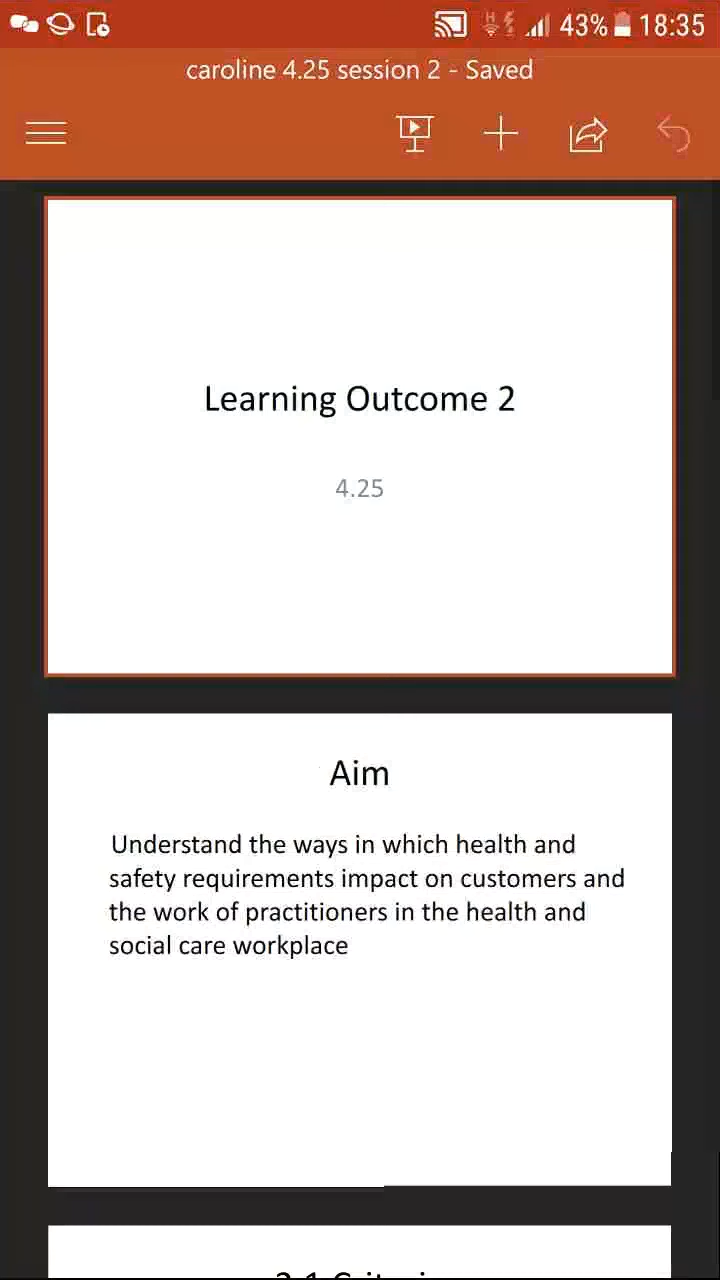 43% 18:35
caroline 4.25 session 2 - Saved
Learning Outcome 2
4.25
Aim
Understand the ways in which health and
safety requirements impact on customers and
the work of practitioners in the health and
social care workplace